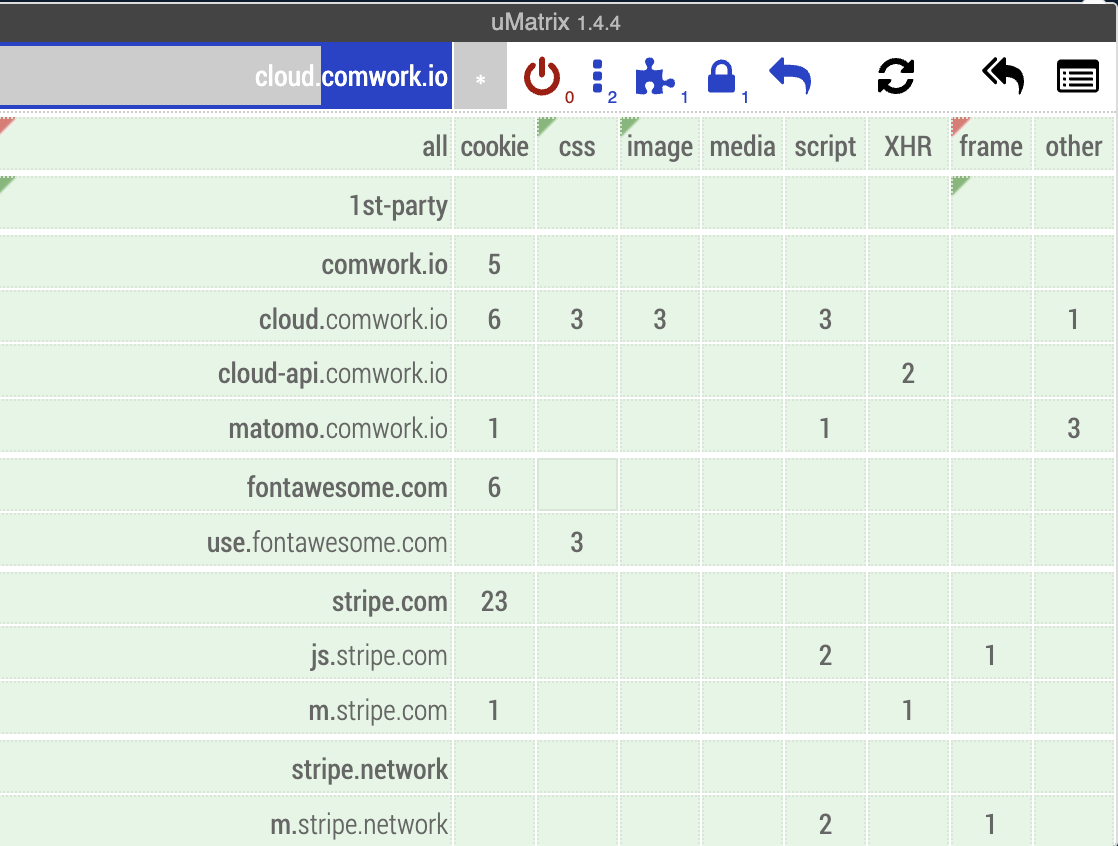 uMatrix 1.4.4
cloud.comwork.io * 0 2 1 1
all cookie css image media script XHR frame other
1st-party
comwork.io 5
cloud.comwork.io 6 3 3 3 1
cloud-api.comwork.io 2
matomo.comwork.io 1 1 3
fontawesome.com 6
use.fontawesome.com 3
stripe.com 23
js.stripe.com 2 1
m.stripe.com 1 1
stripe.network
m.stripe.network 2 1